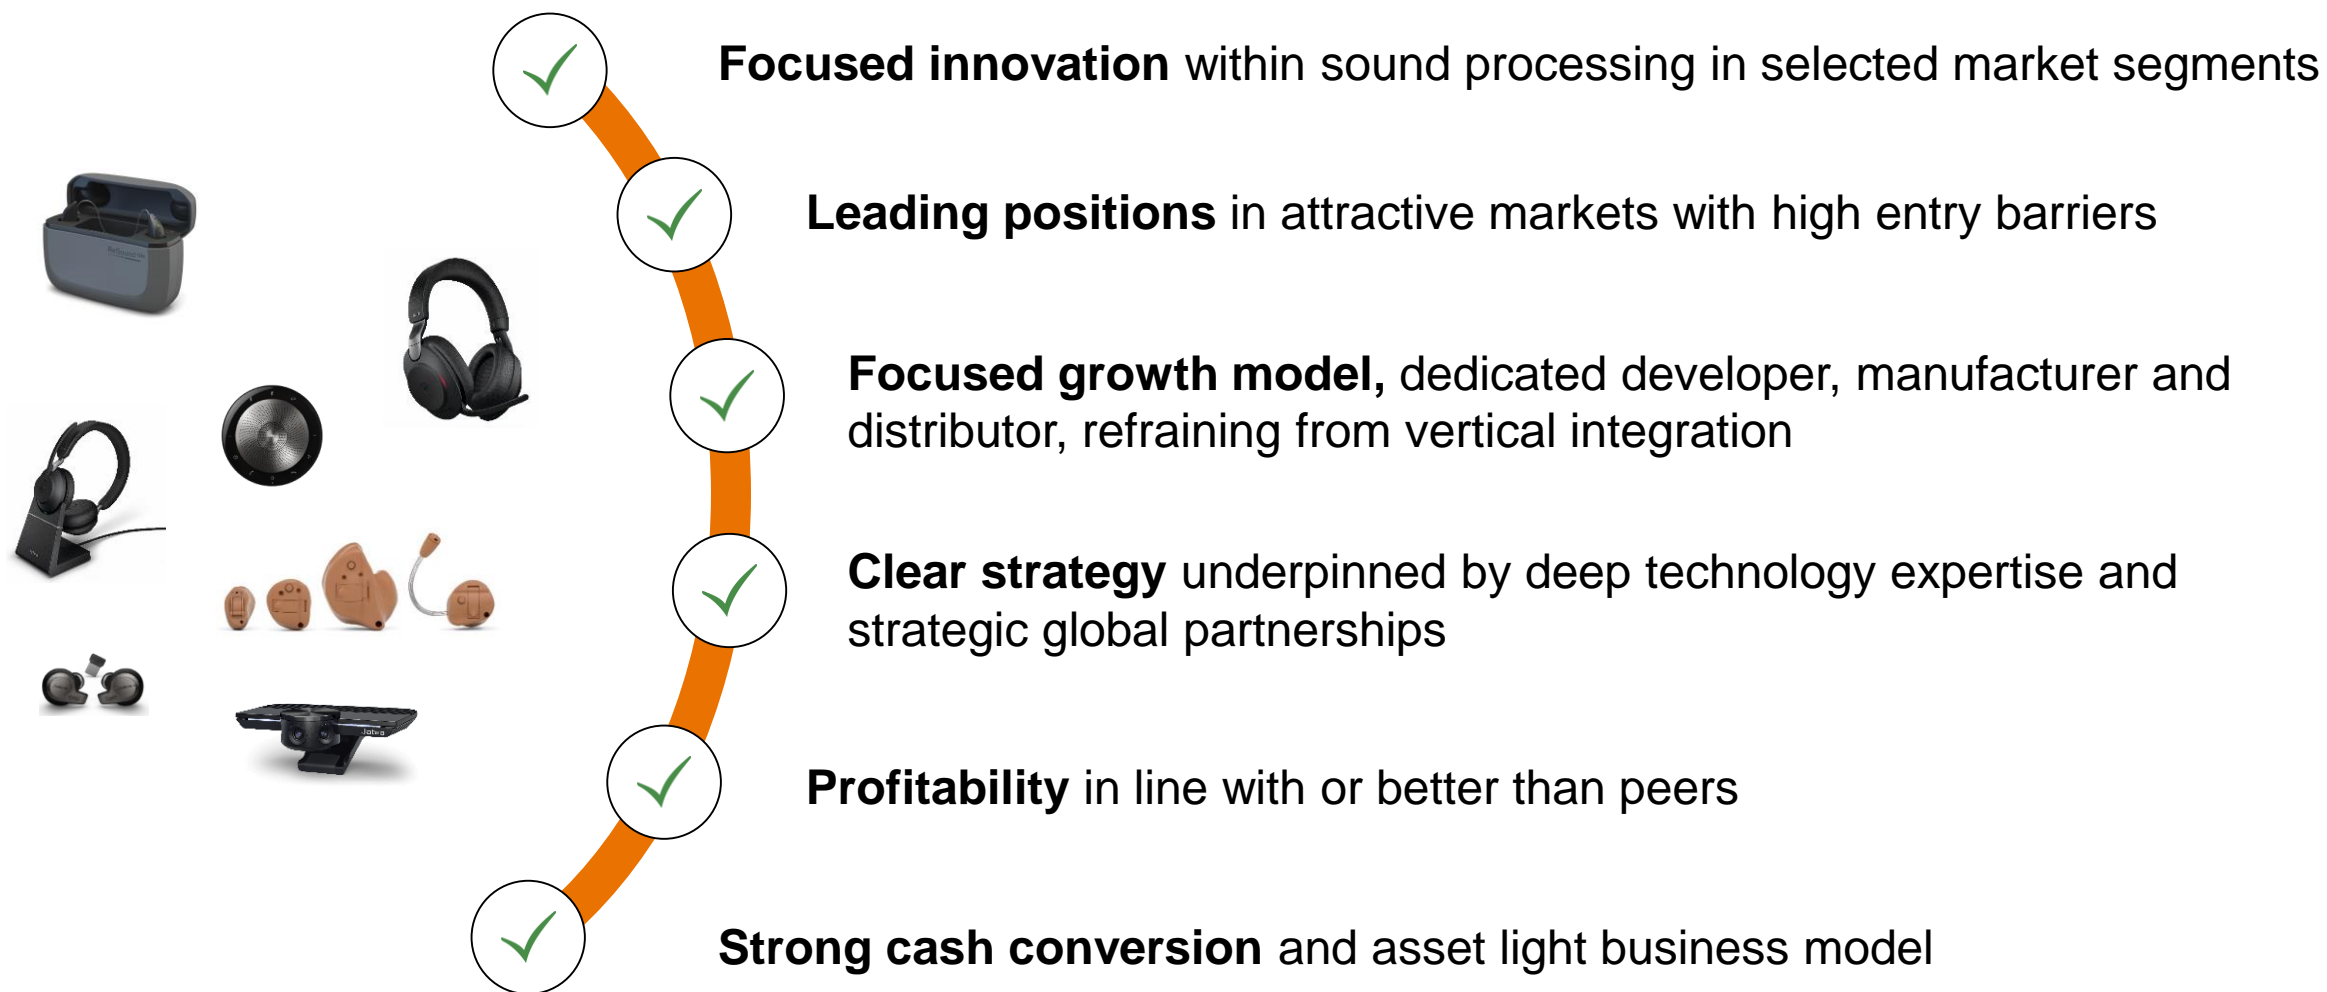 Focused innovation within sound processing in selected market segments
Leading positions in attractive markets with high entry barriers
Focused growth model, dedicated developer, manufacturer and
distributor, refraining from vertical integration
Clear strategy underpinned by deep technology expertise and
strategic global partnerships
Jabra
Profitability in line with or better than peers
Strong cash conversion and asset light business model